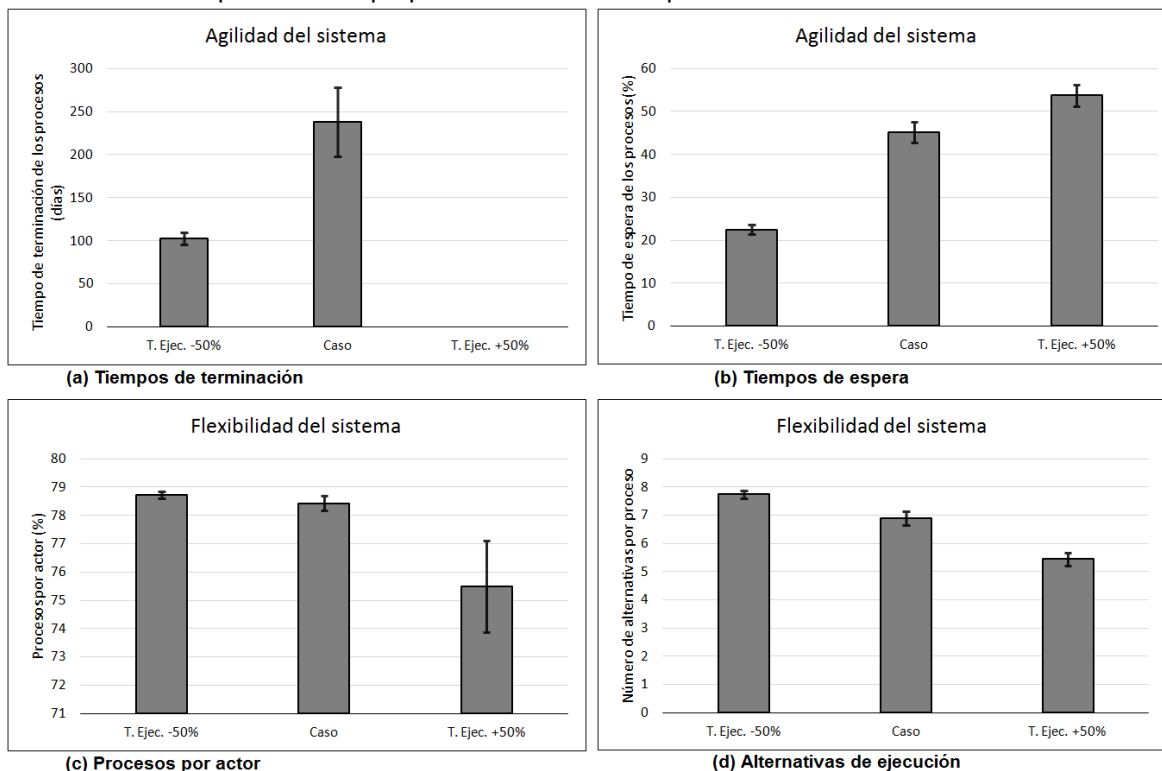 Agilidad del sistema
Tiempo de terminación de los procesos
(días)
300
250
200
150
100
50
0
T. Ejec. -50%
Caso
T. Ejec. +50%
(a) Tiempos de terminación
Agilidad del sistema
Tiempo de espera de los procesos (%)
60
50
40
30
20
10
0
T. Ejec. -50%
Caso
T. Ejec. +50%
(b) Tiempos de espera
Flexibilidad del sistema
Procesos por actor (%)
80
79
78
77
76
75
74
73
72
71
T. Ejec. -50%
Caso
T. Ejec. +50%
(c) Procesos por actor
Flexibilidad del sistema
Número de alternativas por proceso
9
8
7
6
5
4
3
2
1
0
T. Ejec. -50%
Caso
T. Ejec. +50%
(d) Alternativas de ejecución